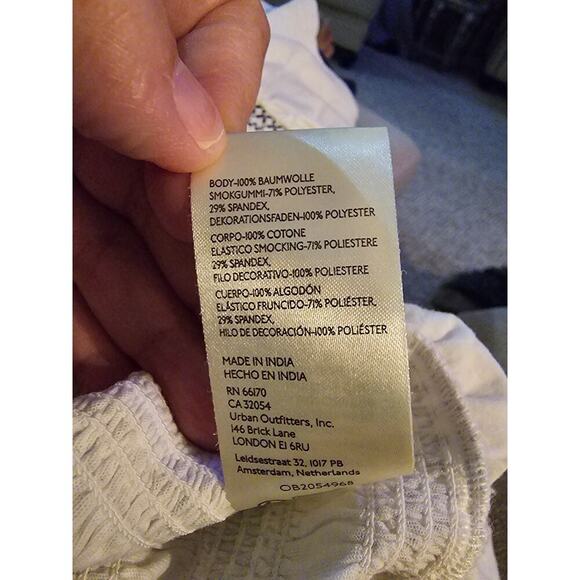 BODY-100% BAUMWOLLE
SMOKGUMMI-71% POLYESTER,
29% SPANDEX,
DEKORATIONSFADEN-100% POLYESTER
CORPO-100% COTONE
ELASTICO SMOCKING-71% POLIESTERE
29% SPANDEX,
FILO DECORATIVO-100% POLIESTERE
CUERPO-100% ALGODÓN
ELÁSTICO FRUNCIDO-71% POLIÉSTER,
29% SPANDEX,
HILO DE DECORACIÓN-100% POLIÉSTER
MADE IN INDIA
HECHO EN INDIA
RN 66170
CA 32054
Urban Outfitters, Inc.
146 Brick Lane
LONDON E1 6RU
Leidsestraat 32, 1017 PB
Amsterdam, Netherlands
OB2054968